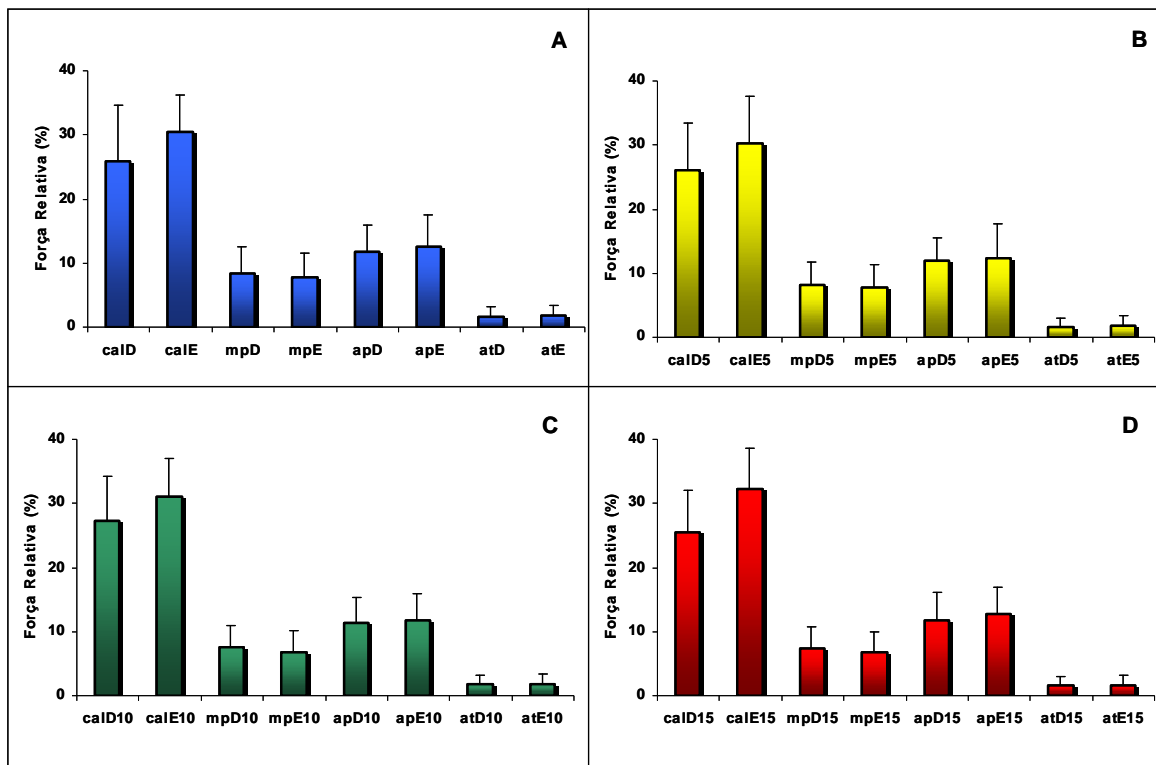 A
Força Relativa (%)
40
30
20
10
0
calD calE mpD mpE apD apE atD atE
B
Força Relativa (%)
40
30
20
10
0
calD5 calE5 mpD5 mpE5 apD5 apE5 atD5 atE5
C
Força Relativa (%)
40
30
20
10
0
calD10 calE10 mpD10 mpE10 apD10 apE10 atD10 atE10
D
Força Relativa (%)
40
30
20
10
0
calD15 calE15 mpD15 mpE15 apD15 apE15 atD15 atE15